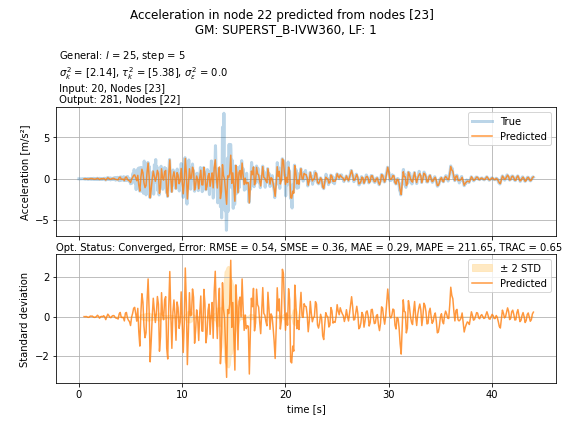 Acceleration in node 22 predicted from nodes [23]
GM: SUPERST_B-IVW360, LF: 1
General: l = 25, step = 5
σ²ₖ = [2.14], τ²ₖ = [5.38], σ²ε = 0.0
Input: 20, Nodes [23]
Output: 281, Nodes [22]
True
Predicted
Acceleration [m/s²]
5
0
−5
Opt. Status: Converged, Error: RMSE = 0.54, SMSE = 0.36, MAE = 0.29, MAPE = 211.65, TRAC = 0.65
± 2 STD
Predicted
Standard deviation
2
0
−2
0 10 20 30 40
time [s]